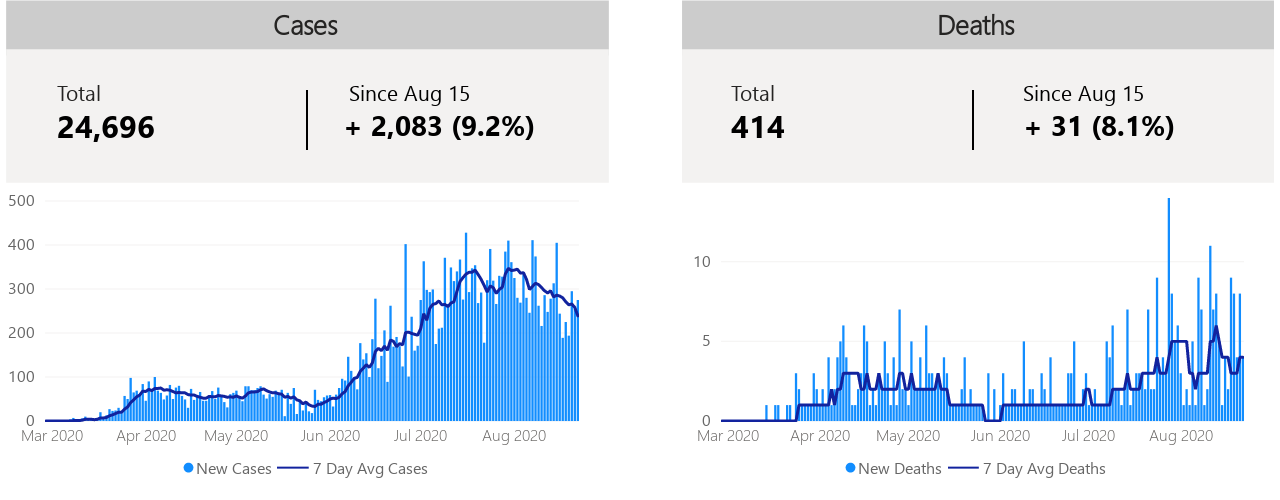 Cases
Total
Since Aug 15
24,696
+ 2,083 (9.2%)
500
400
300
200
100
0
Mar 2020 Apr 2020 May 2020 Jun 2020 Jul 2020 Aug 2020
New Cases 7 Day Avg Cases
Deaths
Total
Since Aug 15
414
+ 31 (8.1%)
10
5
0
Mar 2020 Apr 2020 May 2020 Jun 2020 Jul 2020 Aug 2020
New Deaths 7 Day Avg Deaths